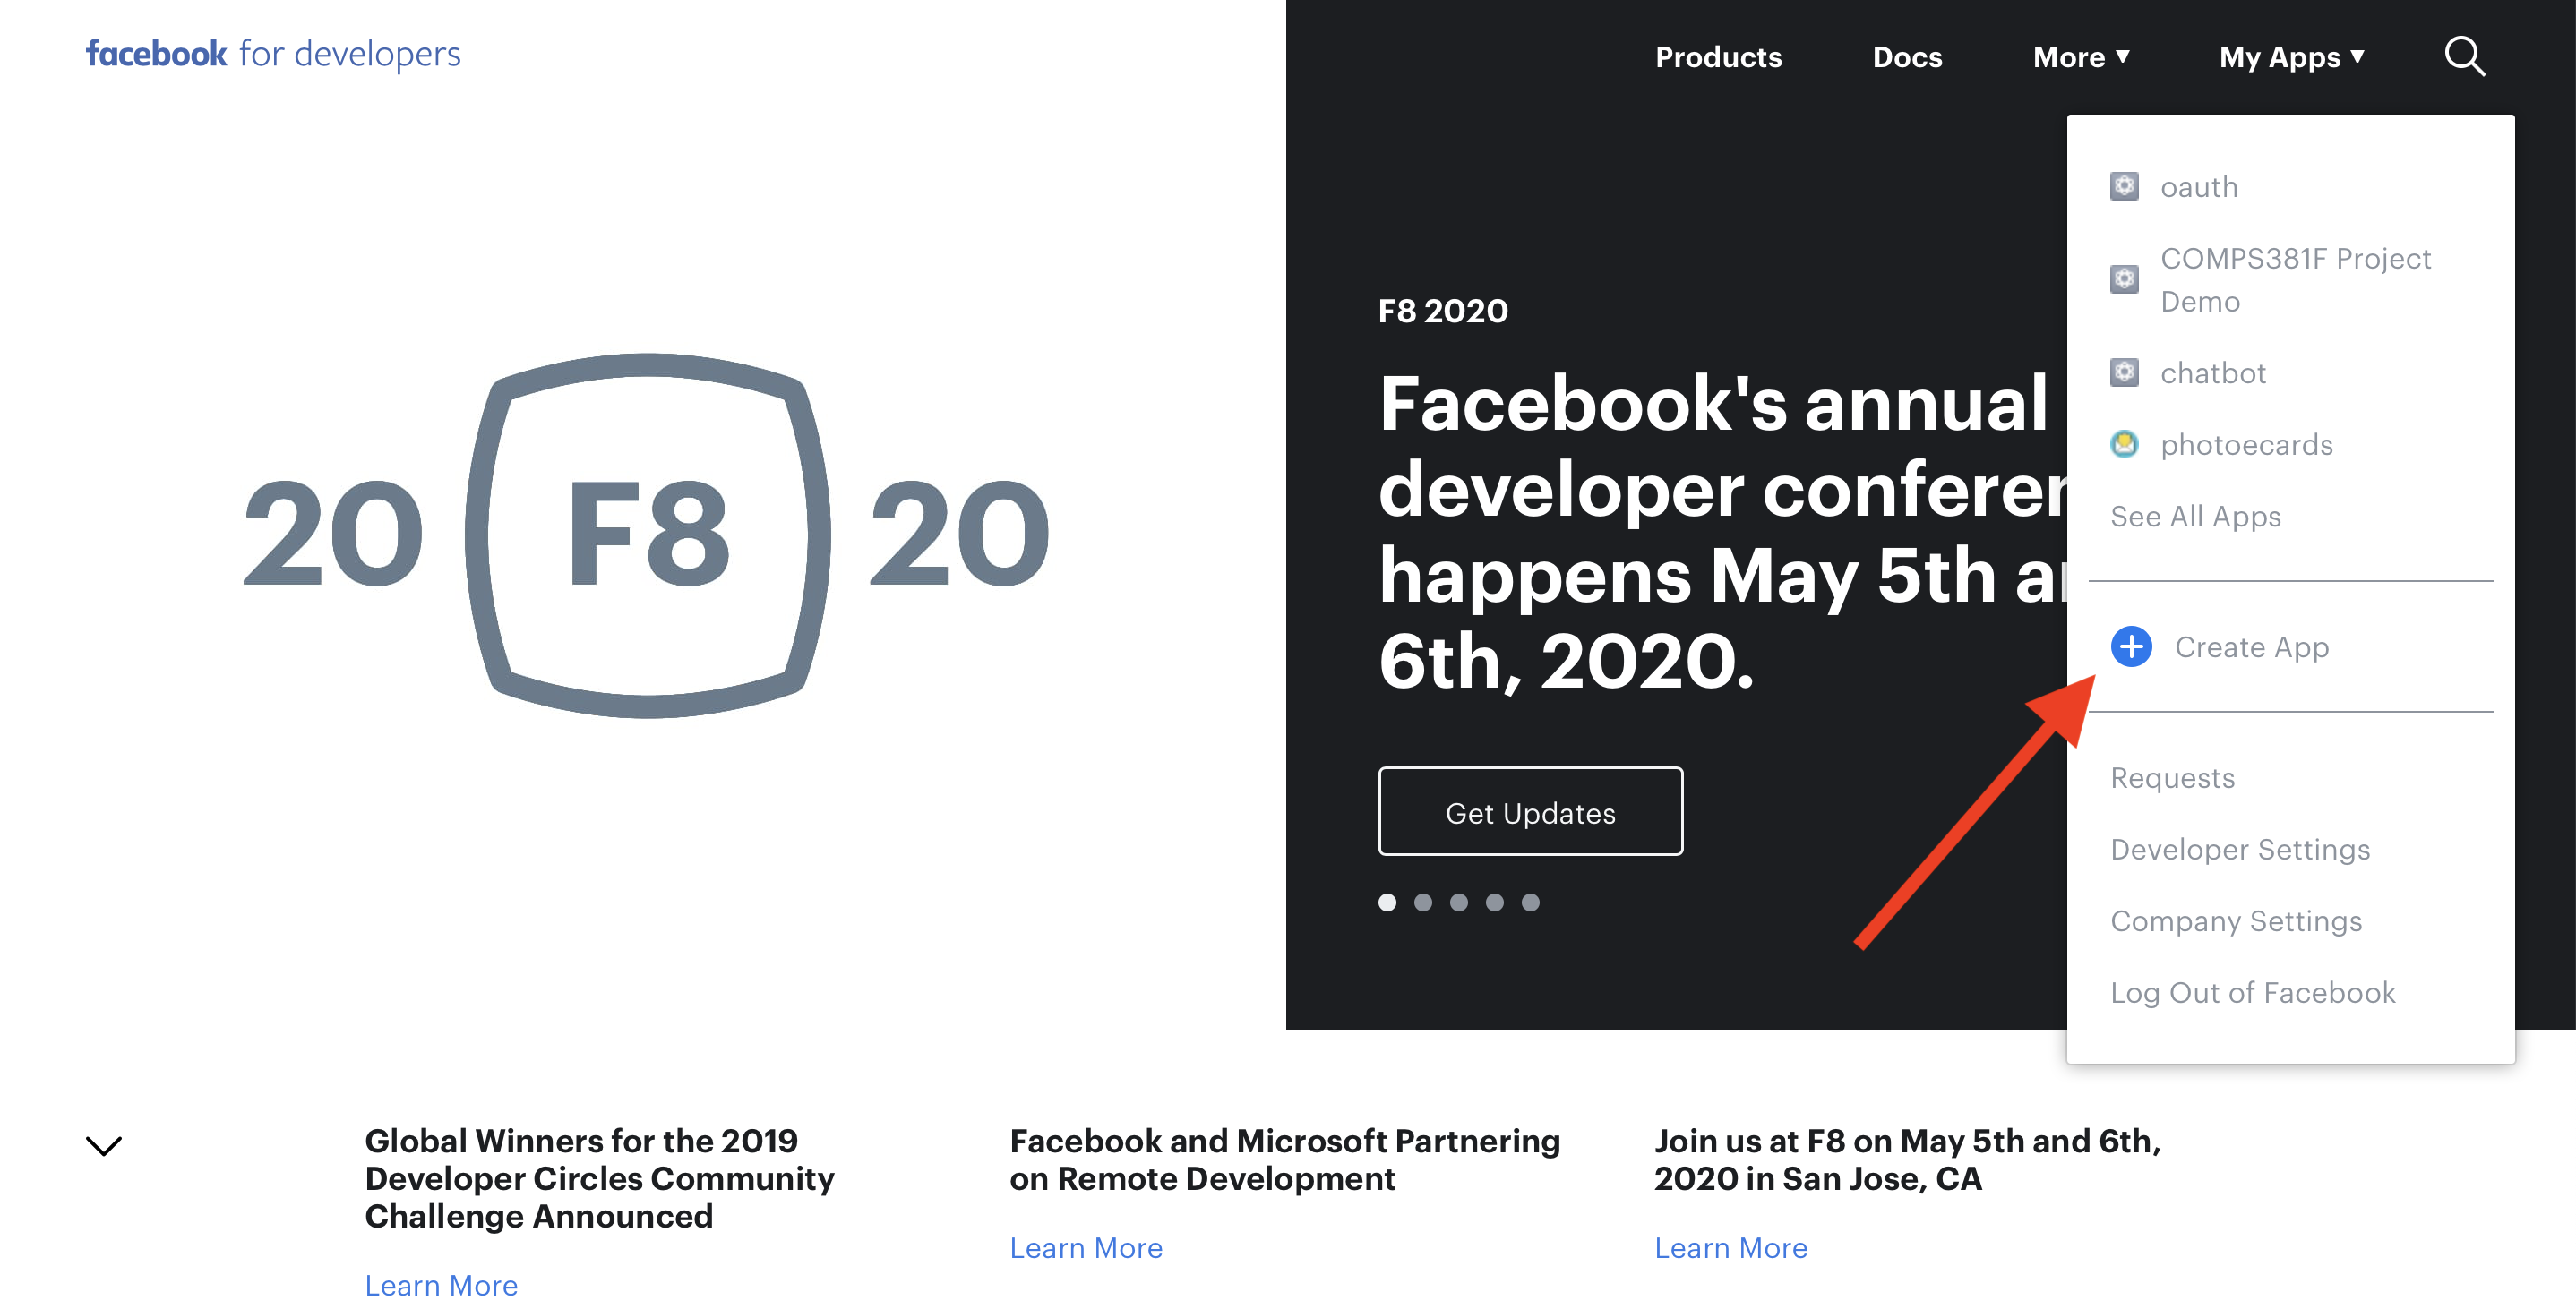 facebook for developers
Products
Docs
More
My Apps
20 F8 20
F8 2020
Facebook's annual
developer
happens May 5th
6th, 2020.
Get Updates
oauth
COMPS381F Project
Demo
chatbot
photoecards
See All Apps
Create App
Requests
Developer Settings
Company Settings
Log Out of Facebook
Global Winners for the 2019
Developer Circles Community
Challenge Announced
Learn More
Facebook and Microsoft Partnering
on Remote Development
Learn More
Join us at F8 on May 5th and 6th,
2020 in San Jose, CA
Learn More